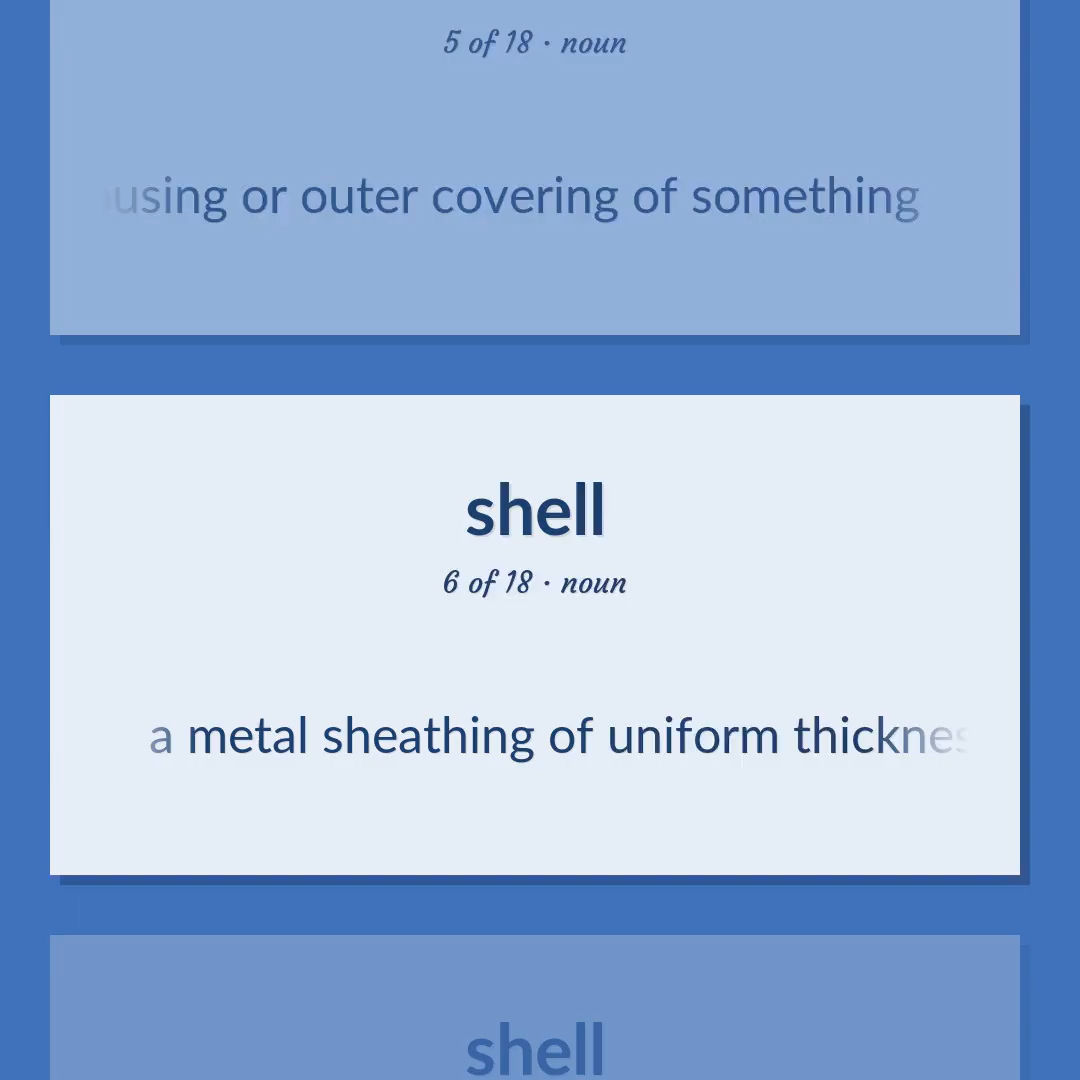 5 of 18 · noun
using or outer covering of something
shell
6 of 18 · noun
a metal sheathing of uniform thicknes
shell